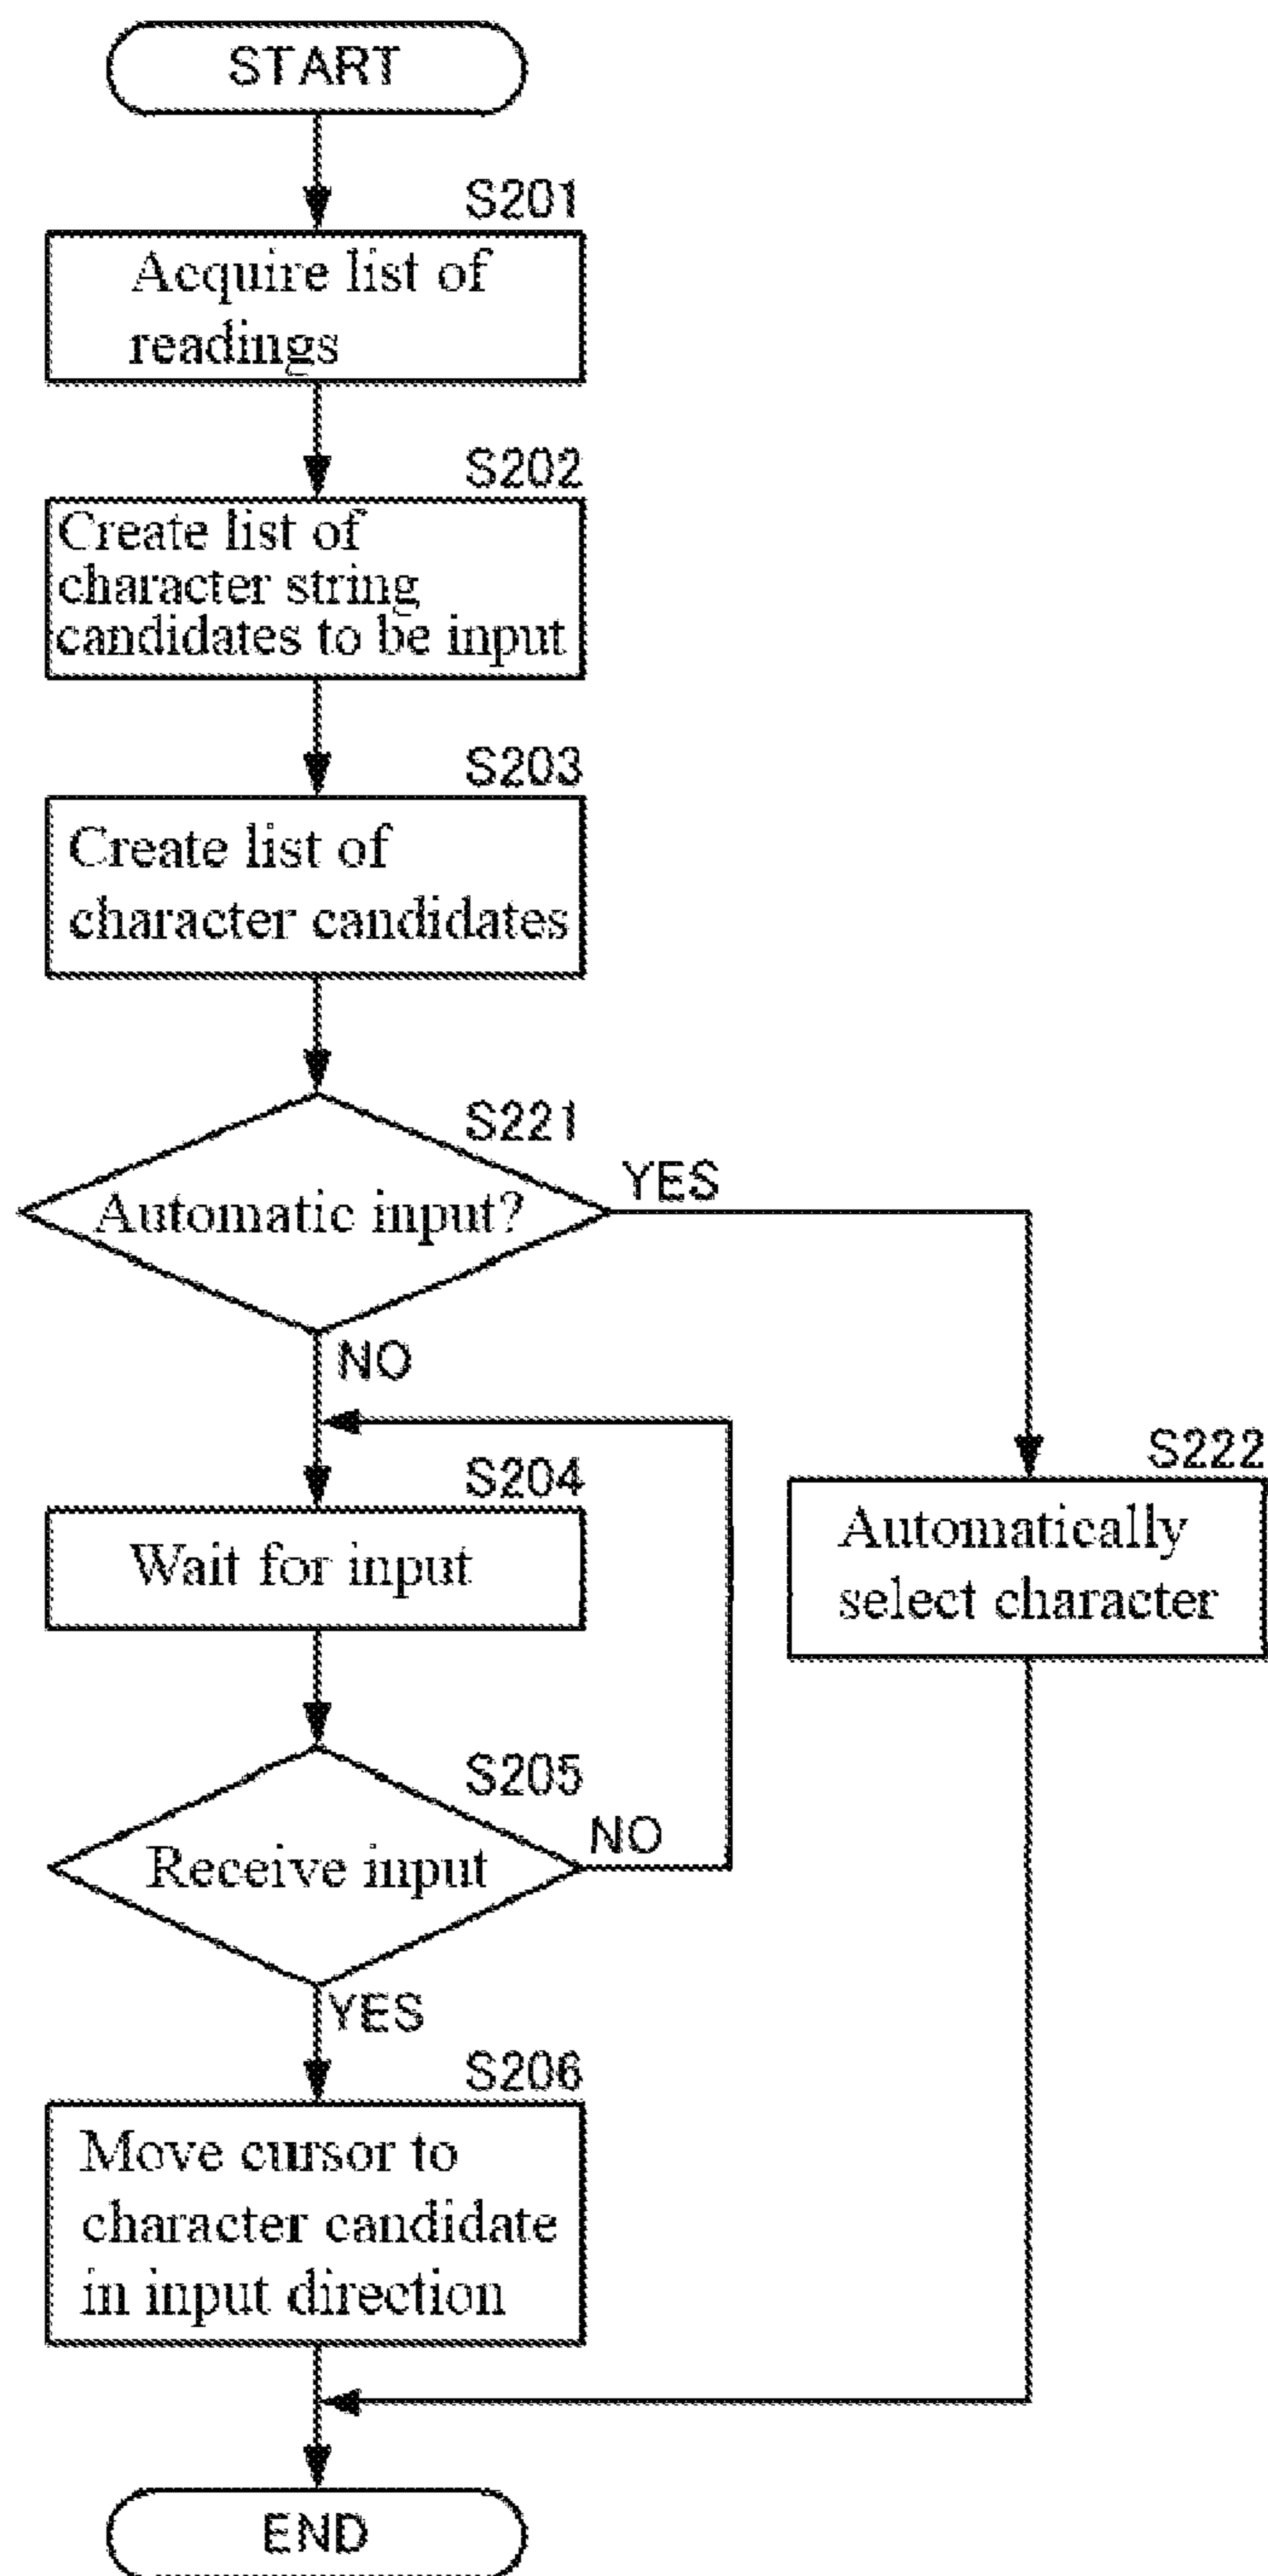 START
S201
Acquire list of
readings
S202
Create list of
character string
candidates to be input
S203
Create list of
character candidates
S221
Automatic input?
YES
NO
S204
Wait for input
S222
Automatically
select character
S205
Receive input
NO
YES
S206
Move cursor to
character candidate
in input direction
END